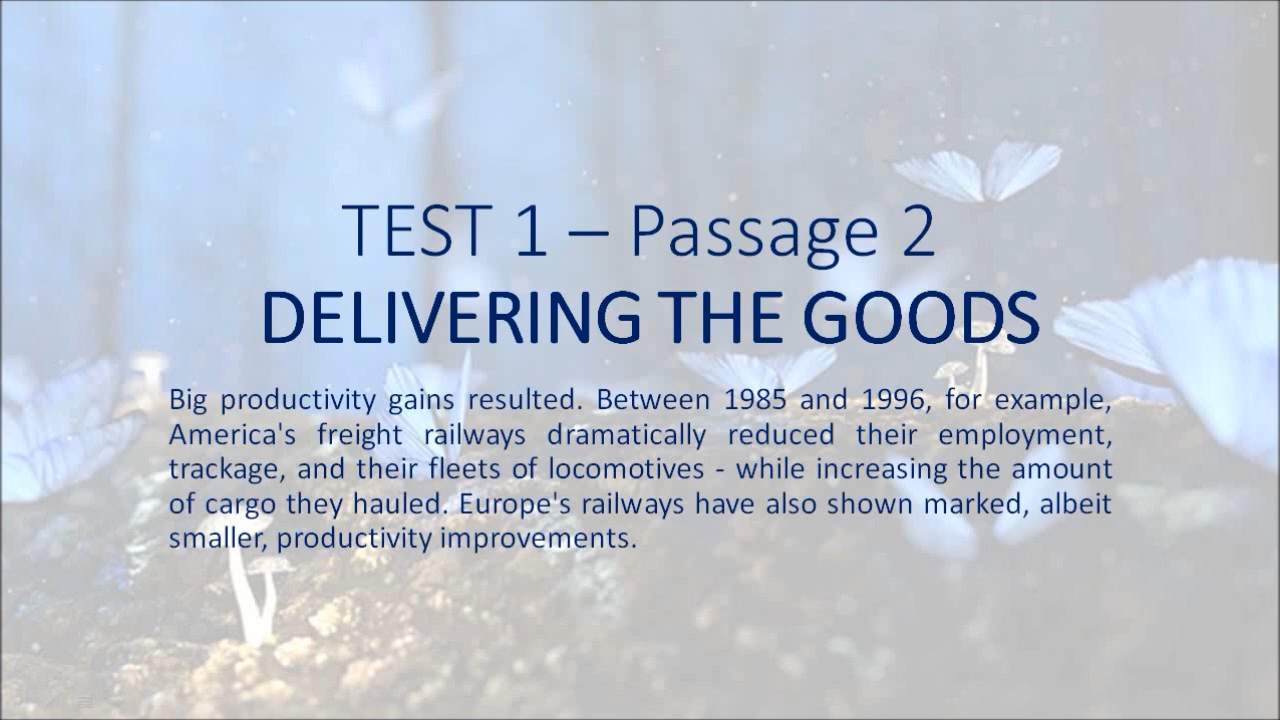 TEST 1 – Passage 2
DELIVERING THE GOODS
Big productivity gains resulted. Between 1985 and 1996, for example,
America's freight railways dramatically reduced their employment,
trackage, and their fleets of locomotives - while increasing the amount
of cargo they hauled. Europe's railways have also shown marked, albeit
smaller, productivity improvements.